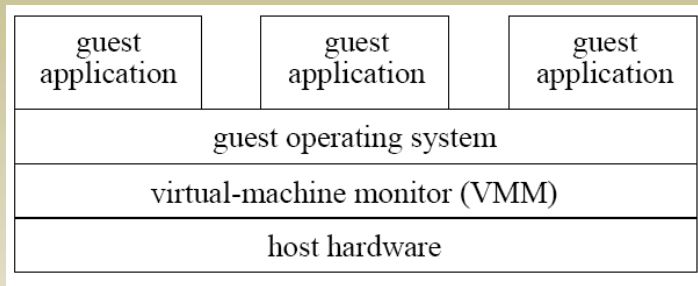 guest
application
guest
application
guest
application
guest operating system
virtual-machine monitor (VMM)
host hardware